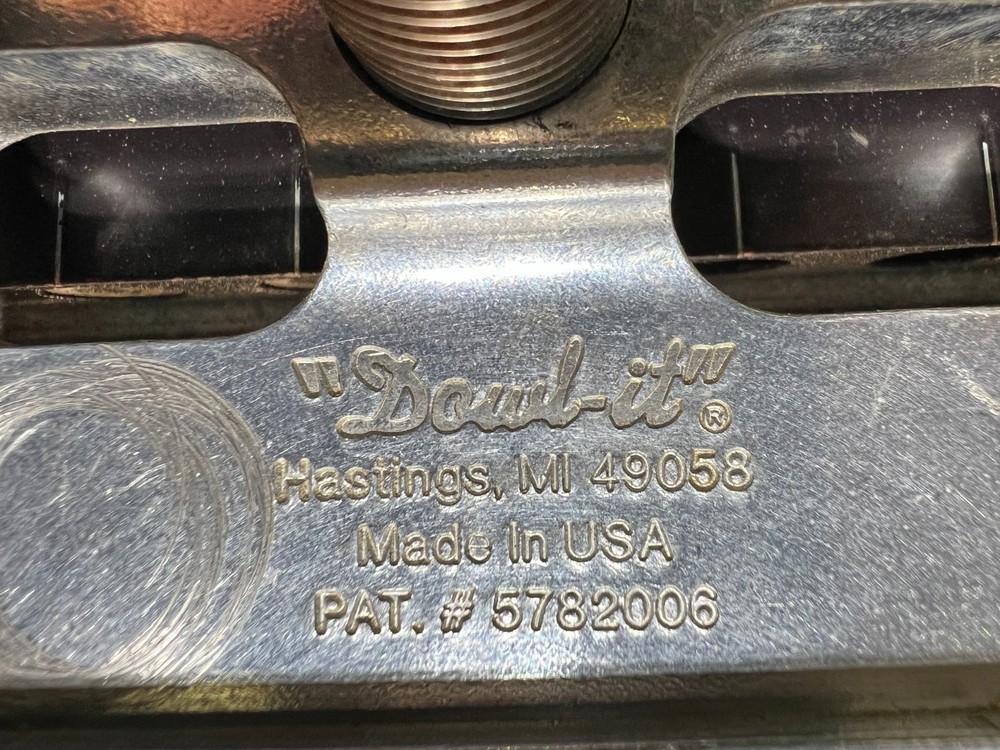 "Dowl-it"®
Hastings, MI 49058
Made In USA
PAT. # 5782006